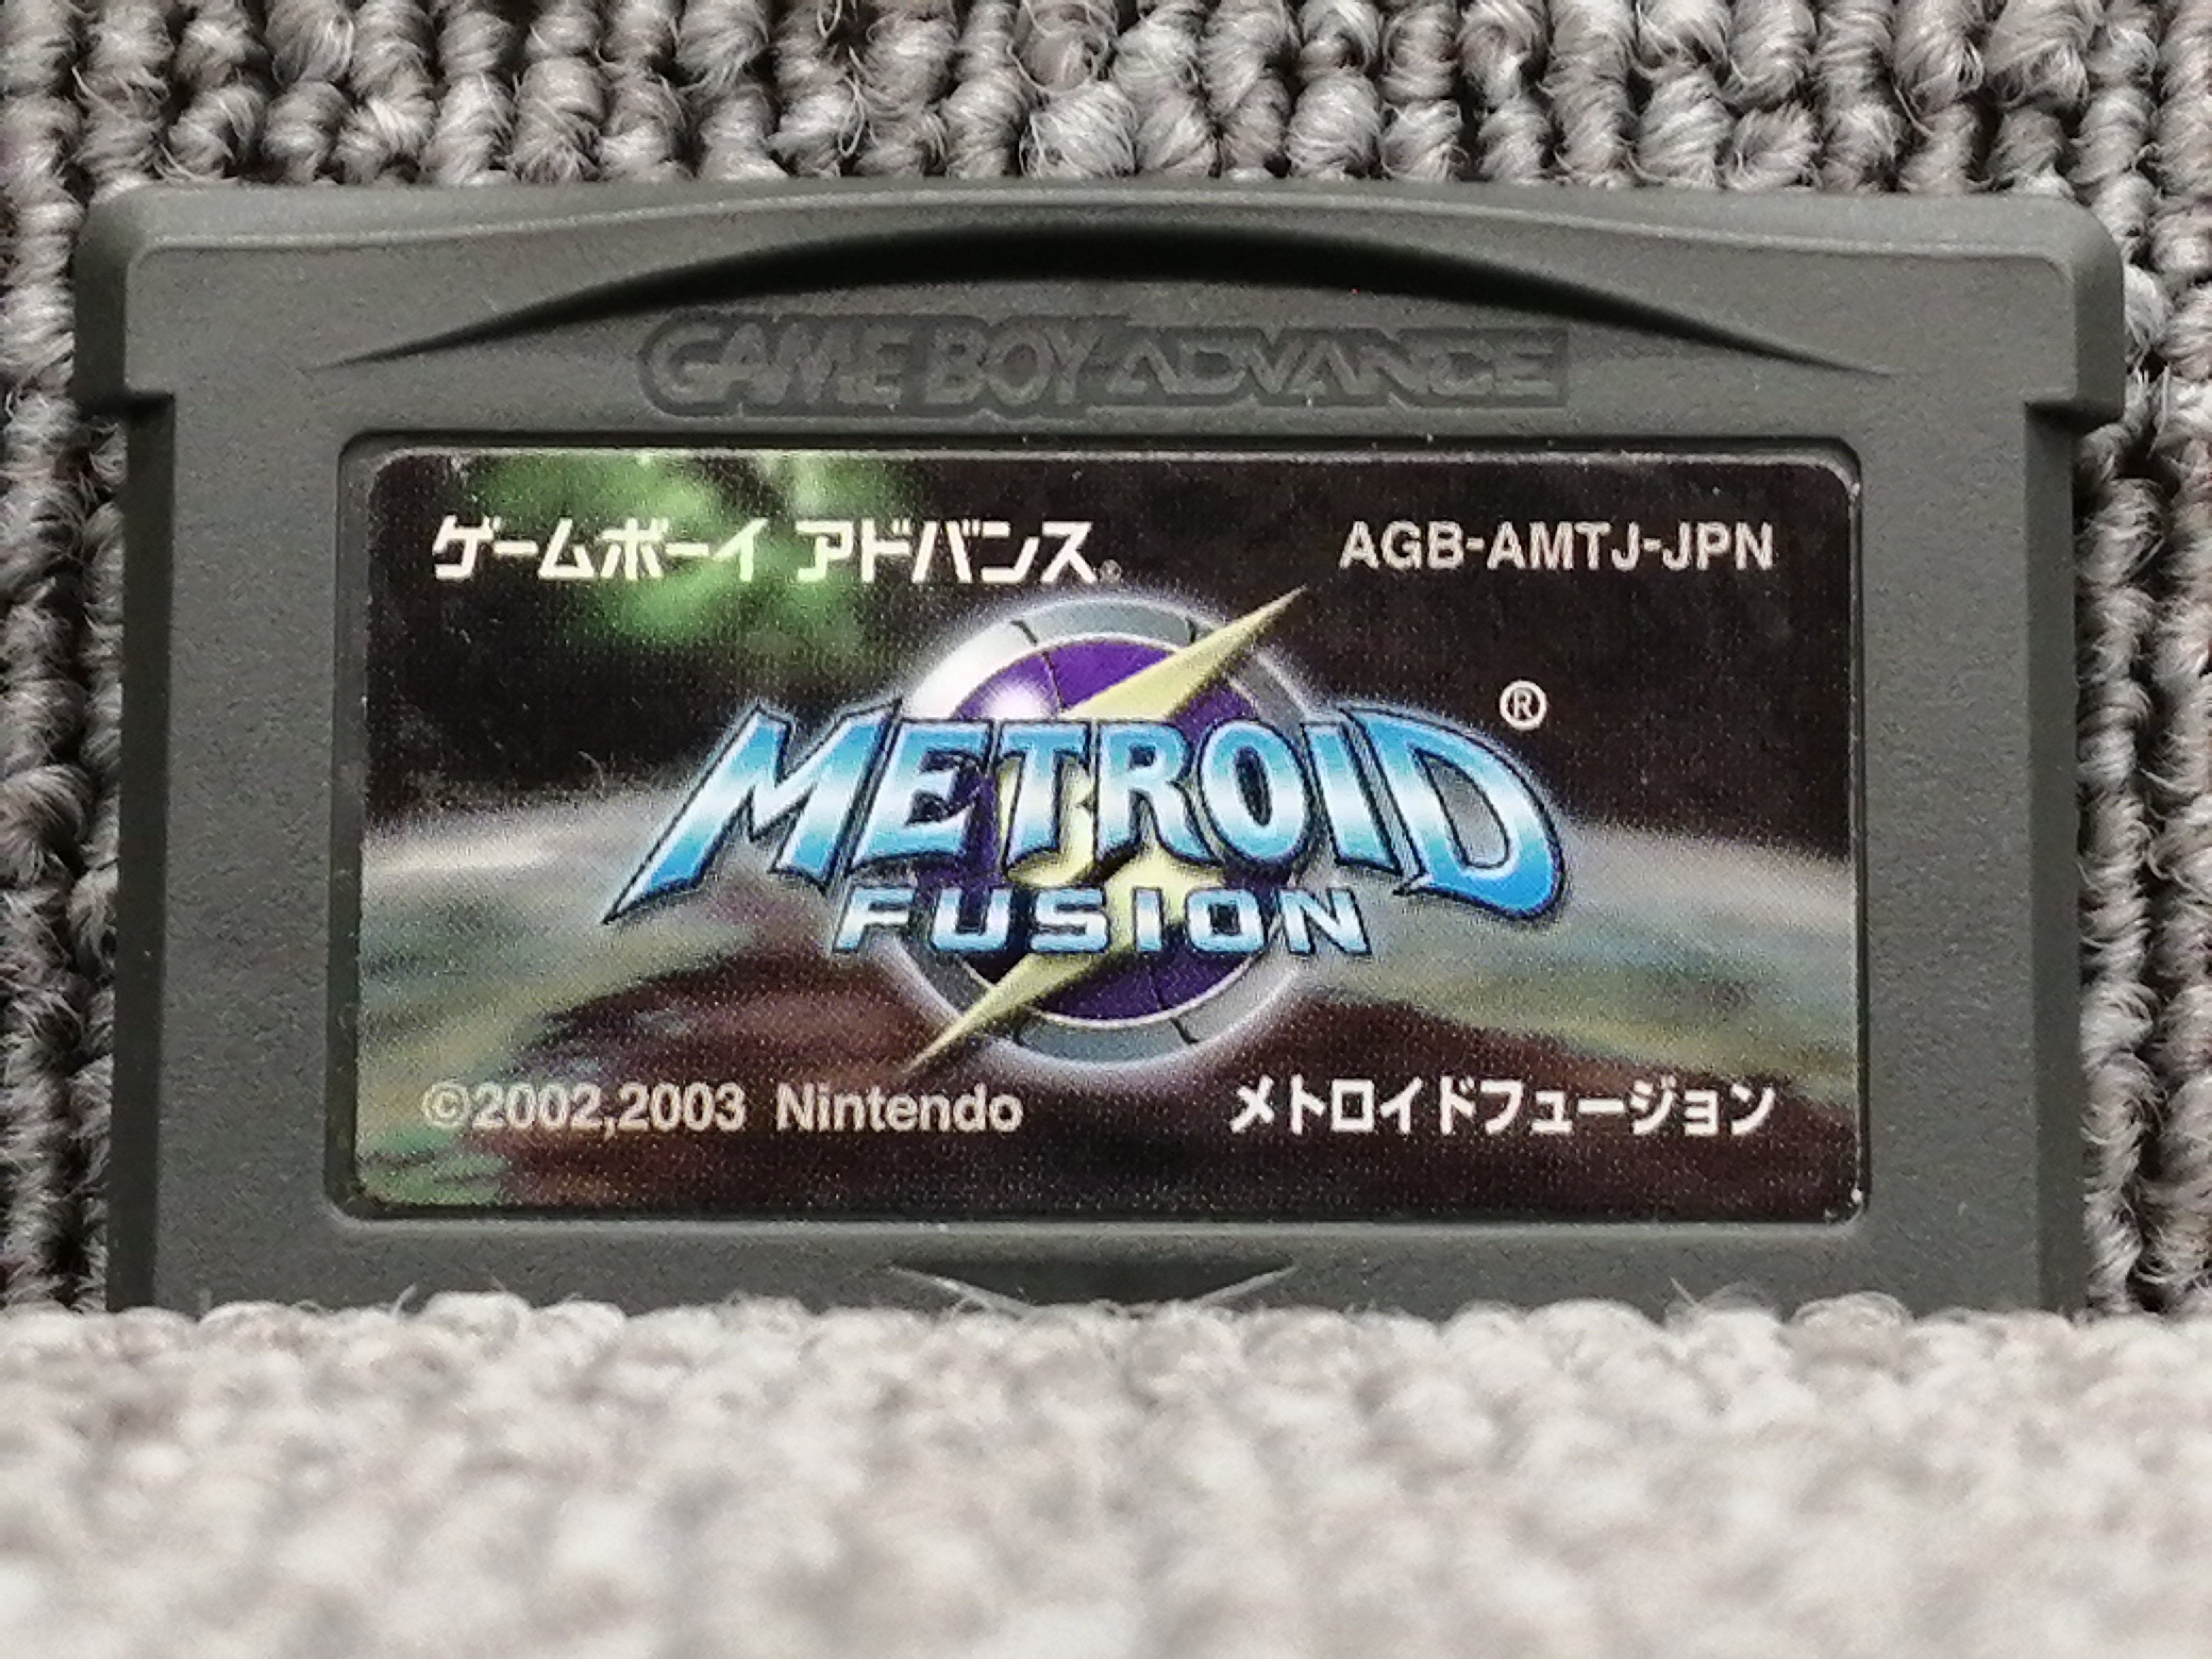 GAME BOY ADVANCE
ゲームボーイ アドバンス
AGB-AMTJ-JPN
METROID®
FUSION
©2002,2003 Nintendo
メトロイドフュージョン